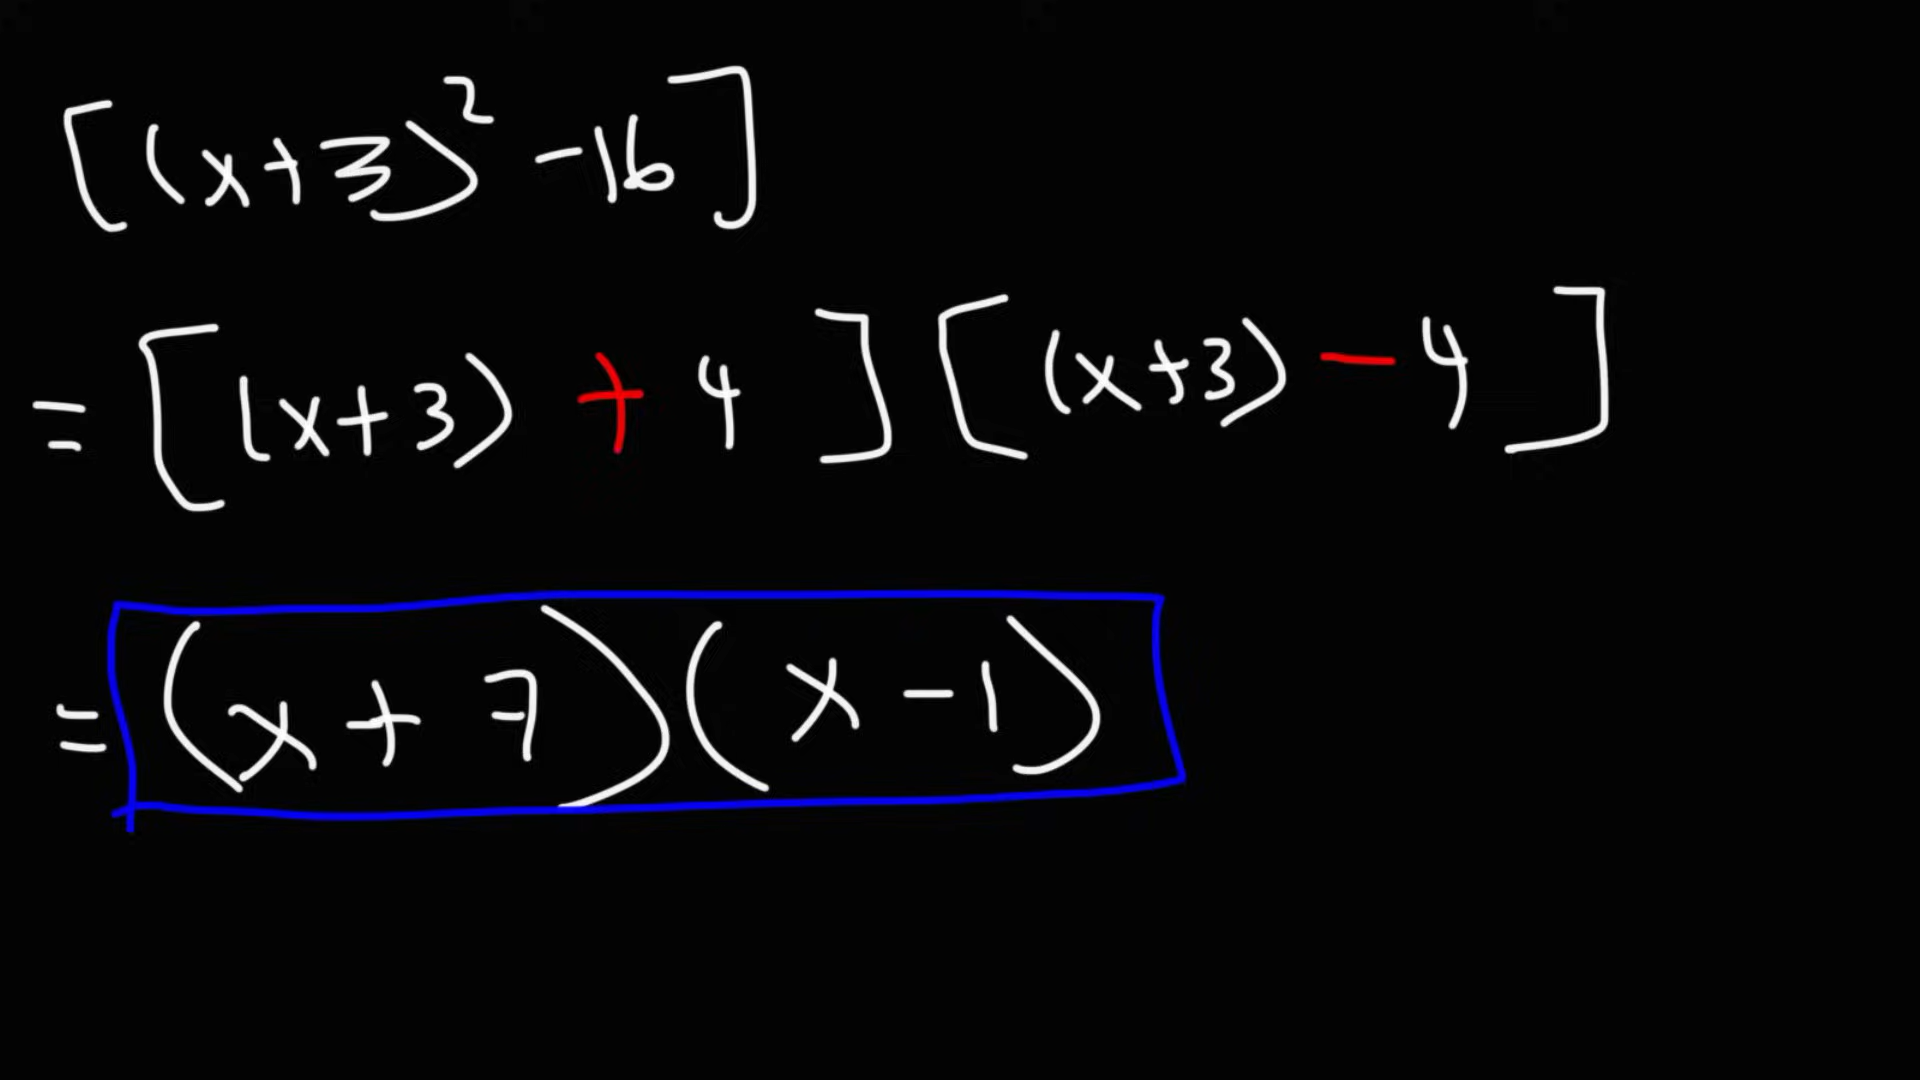 [(x+3)² -16]
= [(x+3) + 4][(x+3) - 4]
= (x + 7)(x - 1)